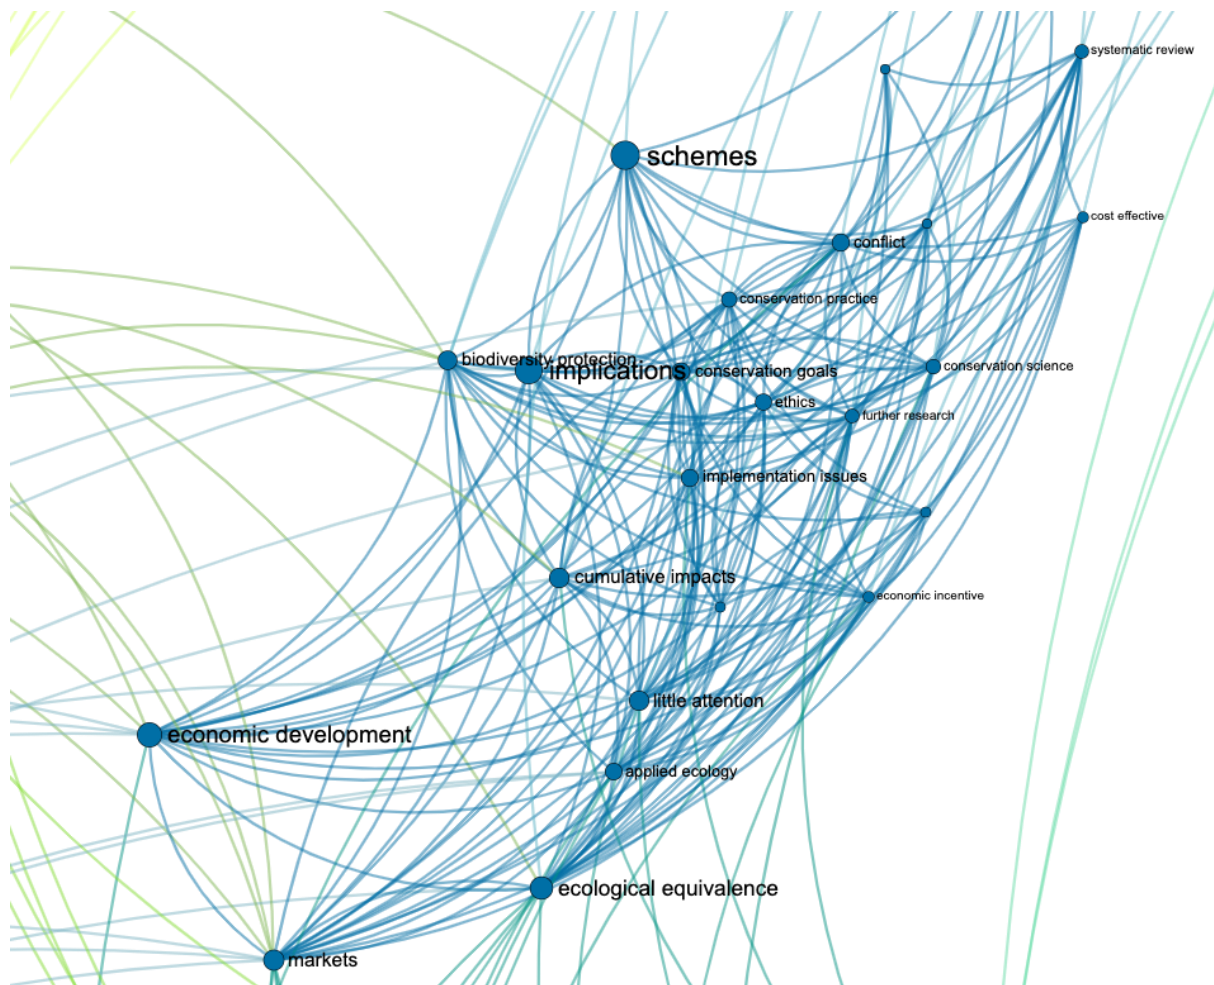 systematic review
schemes
cost effective
conflict
conservation practice
biodiversity protection
implications
conservation goals
conservation science
ethics
further research
implementation issues
cumulative impacts
economic incentive
little attention
economic development
applied ecology
ecological equivalence
markets